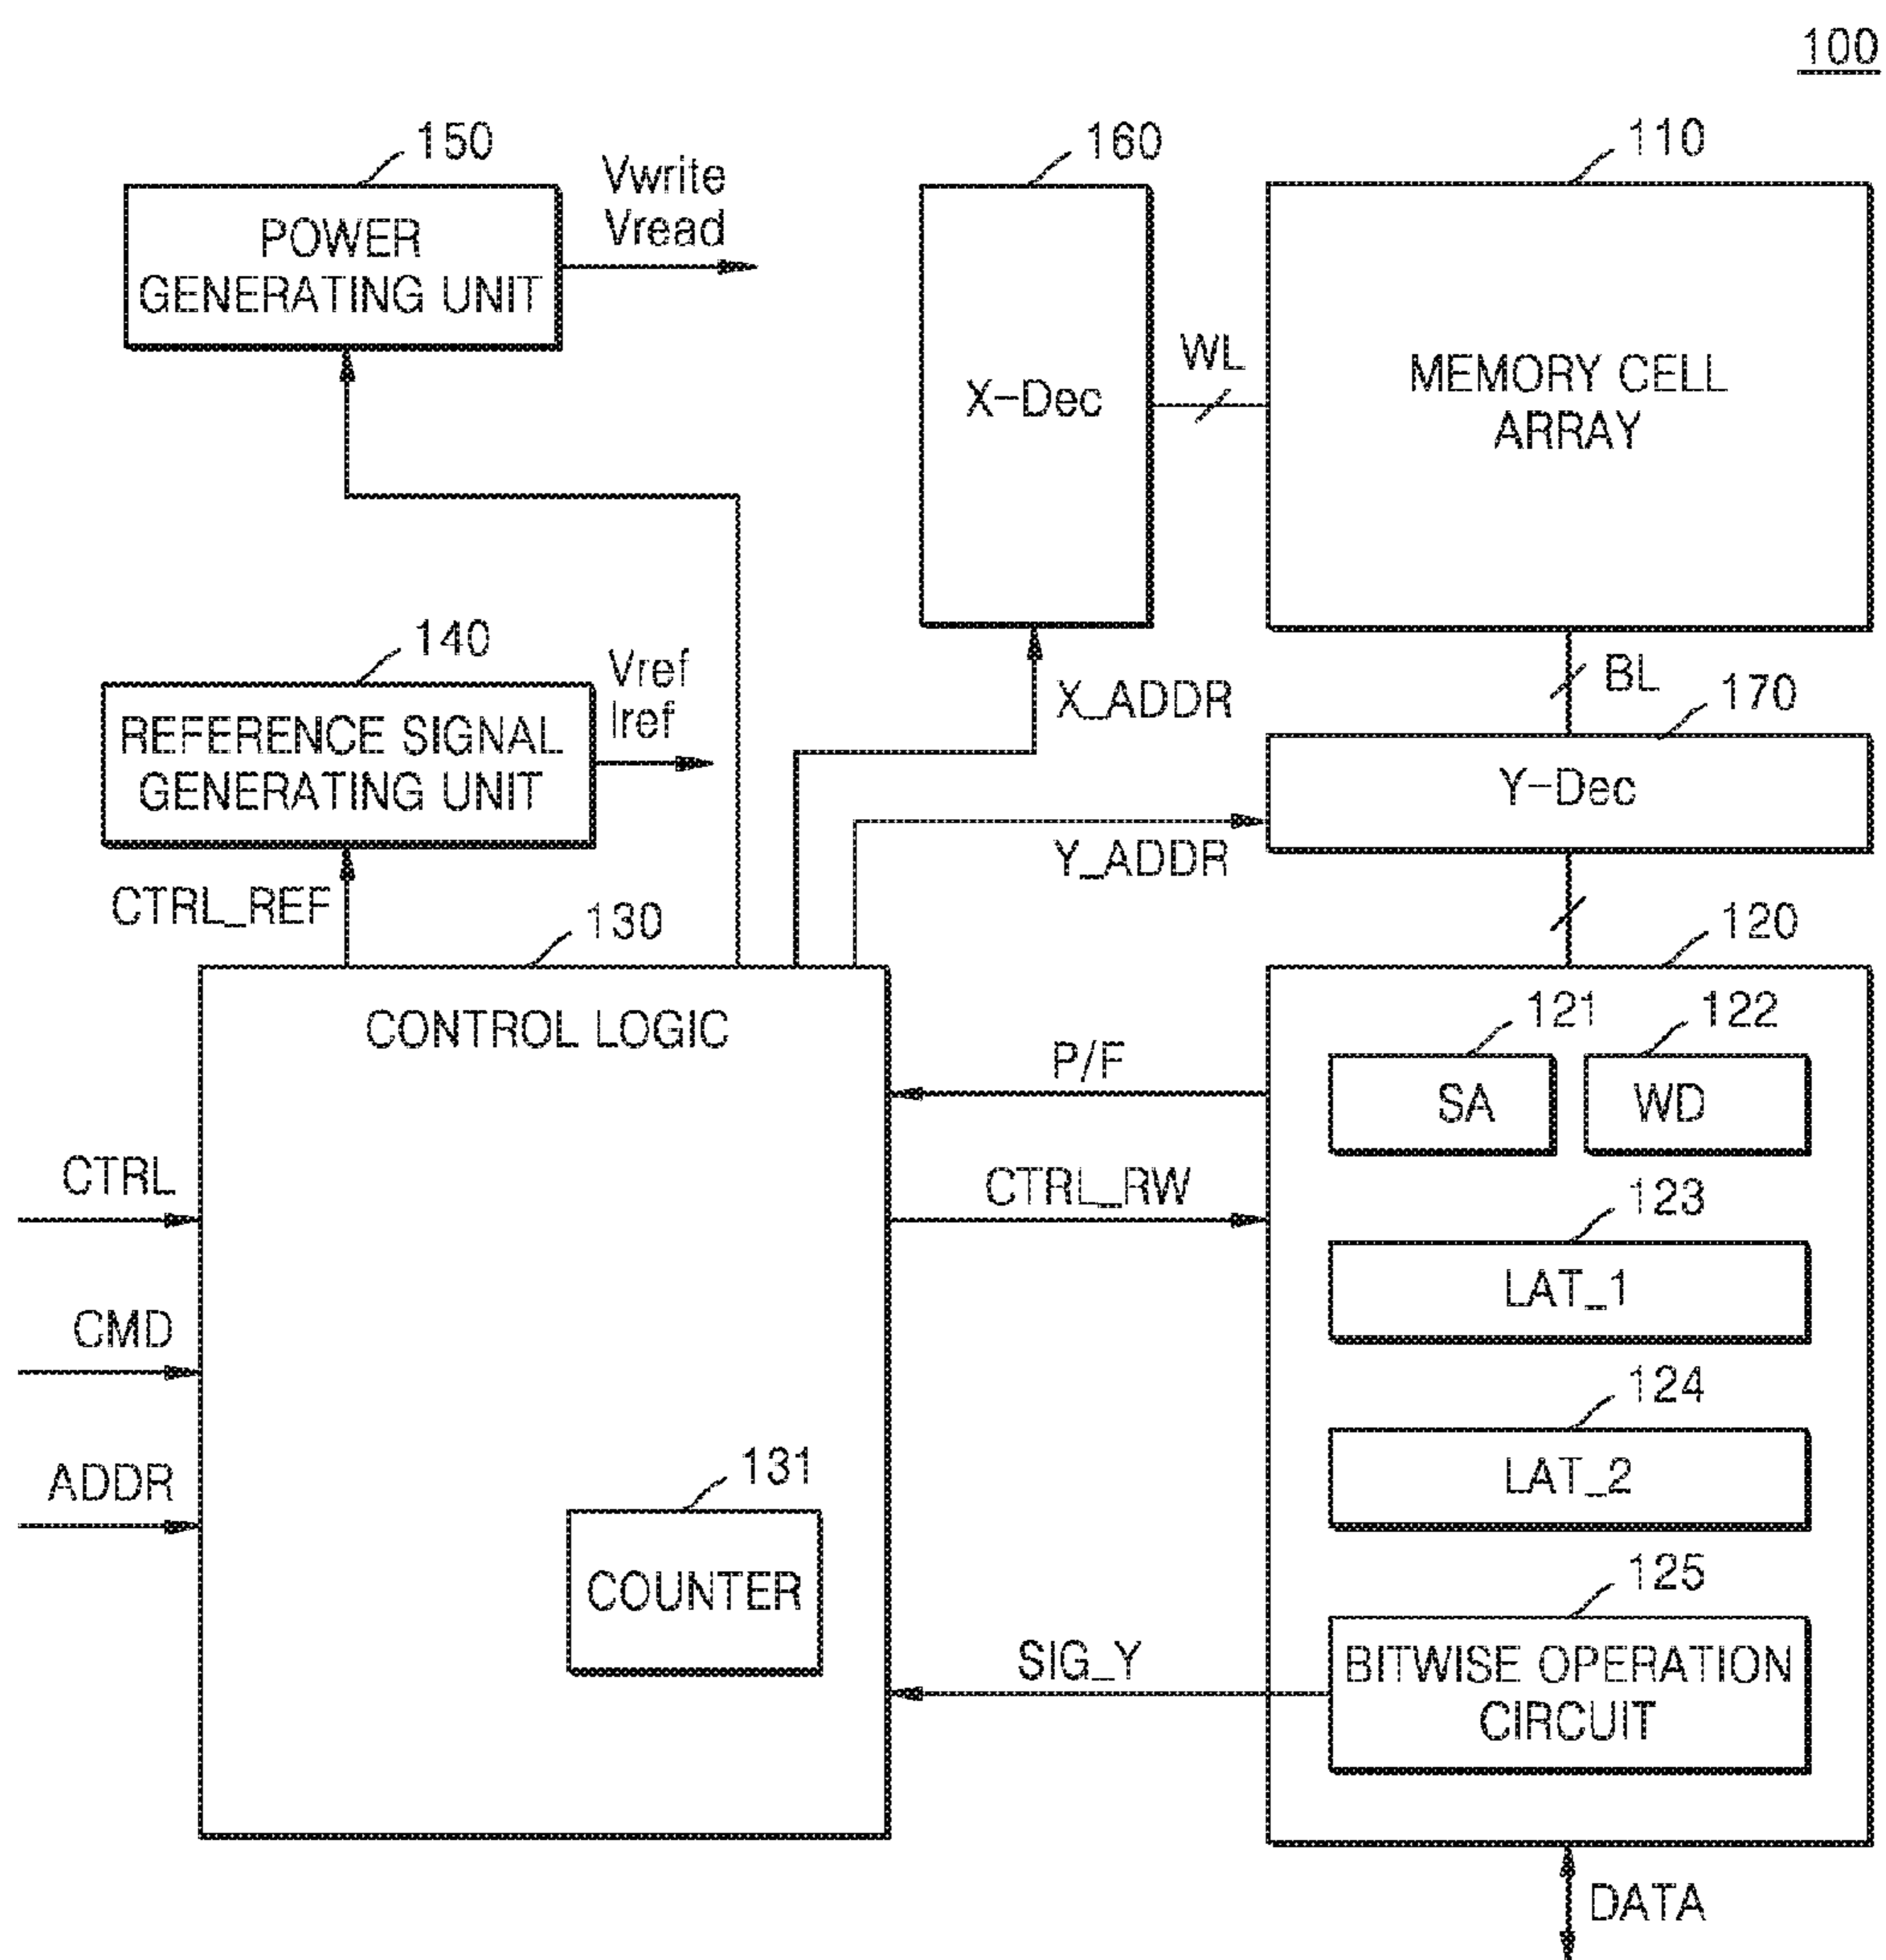 100
150
POWER
GENERATING UNIT
Vwrite
Vread
160
X-Dec
WL
110
MEMORY CELL
ARRAY
140
REFERENCE SIGNAL
GENERATING UNIT
Vref
Iref
CTRL_REF
X_ADDR
BL
170
Y-Dec
Y_ADDR
130
CONTROL LOGIC
120
121
SA
122
WD
P/F
CTRL_RW
123
LAT_1
124
LAT_2
CTRL
CMD
ADDR
131
COUNTER
SIG_Y
125
BITWISE OPERATION
CIRCUIT
DATA